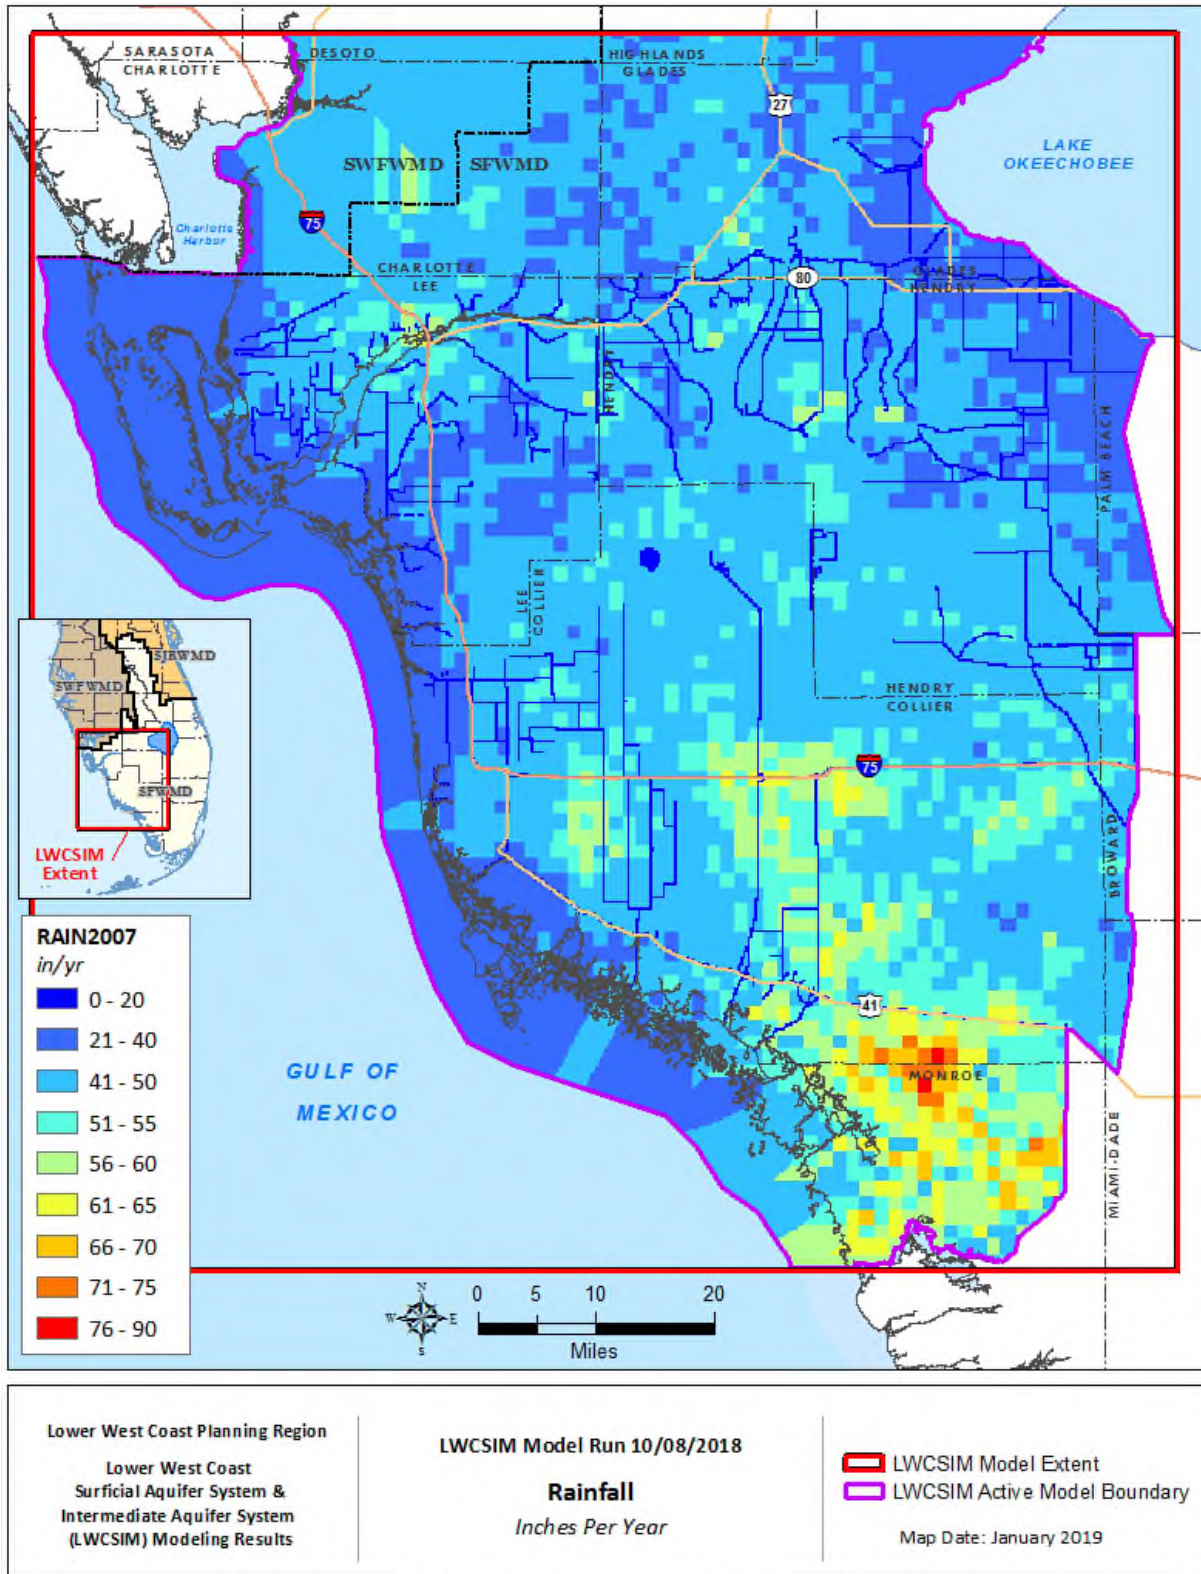 SARASOTA
CHARLOTTE
DESOTO
HIGHLANDS
GLADES
27
LAKE
OKEECHOBEE
SWFWMD
SFWMD
75
Charlotte
Harbor
CHARLOTTE
LEE
80
GLADES
HENDRY
HENDRY
PALM BEACH
LEE
COLLIER
HENDRY
COLLIER
75
BROWARD
SJRWMD
SWFWMD
SFWMD
LWCSIM
Extent
41
MONROE
MIAMI-DADE
GULF OF
MEXICO
RAIN2007
in/yr
0 - 20
21 - 40
41 - 50
51 - 55
56 - 60
61 - 65
66 - 70
71 - 75
76 - 90
N
W E
S
0 5 10 20
Miles
Lower West Coast Planning Region
Lower West Coast
Surficial Aquifer System &
Intermediate Aquifer System
(LWCSIM) Modeling Results
LWCSIM Model Run 10/08/2018
Rainfall
Inches Per Year
LWCSIM Model Extent
LWCSIM Active Model Boundary
Map Date: January 2019